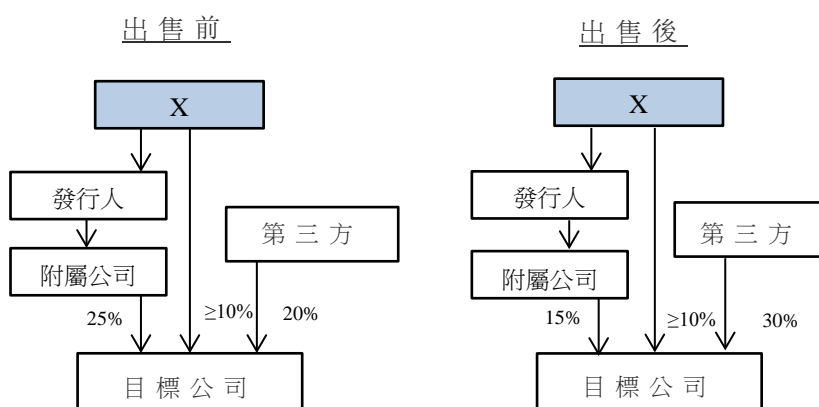 出售前
X
發行人
附屬公司
第三方
25%
≥10%
20%
目標公司
出售後
X
發行人
附屬公司
第三方
15%
≥10%
30%
目標公司